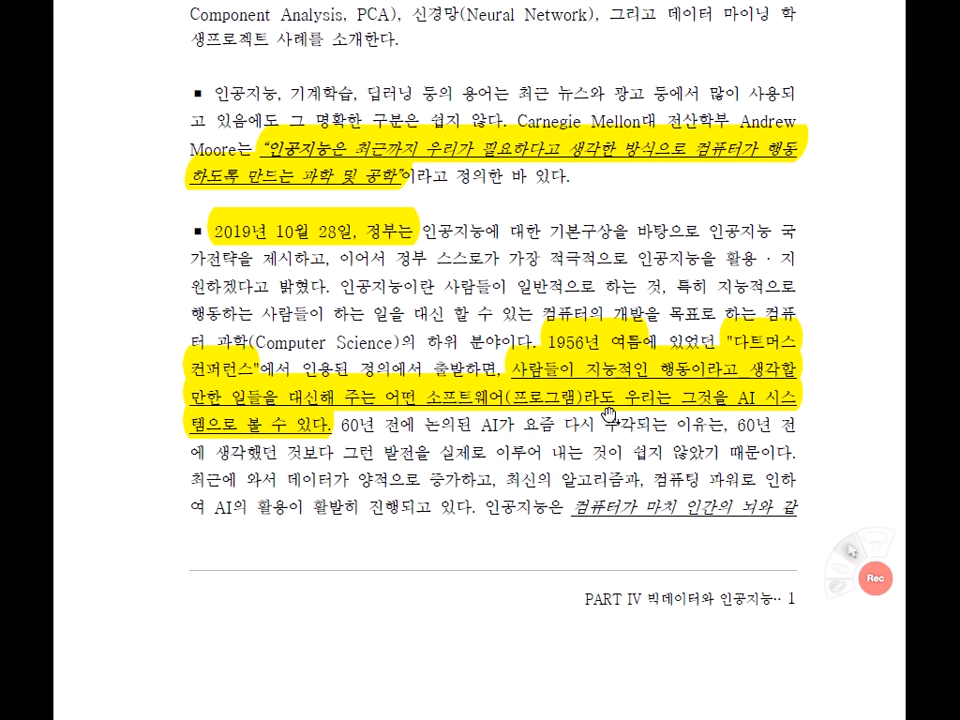 Component Analysis, PCA), 신경망(Neural Network), 그리고 데이터 마이닝 학
생프로젝트 사례를 소개한다.
▪ 인공지능, 기계학습, 딥러닝 등의 용어는 최근 뉴스와 광고 등에서 많이 사용되
고 있음에도 그 명확한 구분은 쉽지 않다. Carnegie Mellon대 전산학부 Andrew
Moore는 “인공지능은 최근까지 우리가 필요하다고 생각한 방식으로 컴퓨터가 행동
하도록 만드는 과학 및 공학”이라고 정의한 바 있다.
▪ 2019년 10월 28일, 정부는 인공지능에 대한 기본구상을 바탕으로 인공지능 국
가전략을 제시하고, 이어서 정부 스스로가 가장 적극적으로 인공지능을 활용 · 지
원하겠다고 밝혔다. 인공지능이란 사람들이 일반적으로 하는 것, 특히 지능적으로
행동하는 사람들이 하는 일을 대신 할 수 있는 컴퓨터의 개발을 목표로 하는 컴퓨
터 과학(Computer Science)의 하위 분야이다. 1956년 여름에 있었던 "다트머스
컨퍼런스"에서 인용된 정의에서 출발하면, 사람들이 지능적인 행동이라고 생각할
만한 일들을 대신해 주는 어떤 소프트웨어(프로그램)라도 우리는 그것을 AI 시스
템으로 볼 수 있다. 60년 전에 논의된 AI가 요즘 다시 부각되는 이유는, 60년 전
에 생각했던 것보다 그런 발전을 실제로 이루어 내는 것이 쉽지 않았기 때문이다.
최근에 와서 데이터가 양적으로 증가하고, 최신의 알고리즘과, 컴퓨팅 파워로 인하
여 AI의 활용이 활발히 진행되고 있다. 인공지능은 컴퓨터가 마치 인간의 뇌와 같
Rec
PART Ⅳ 빅데이터와 인공지능·· 1